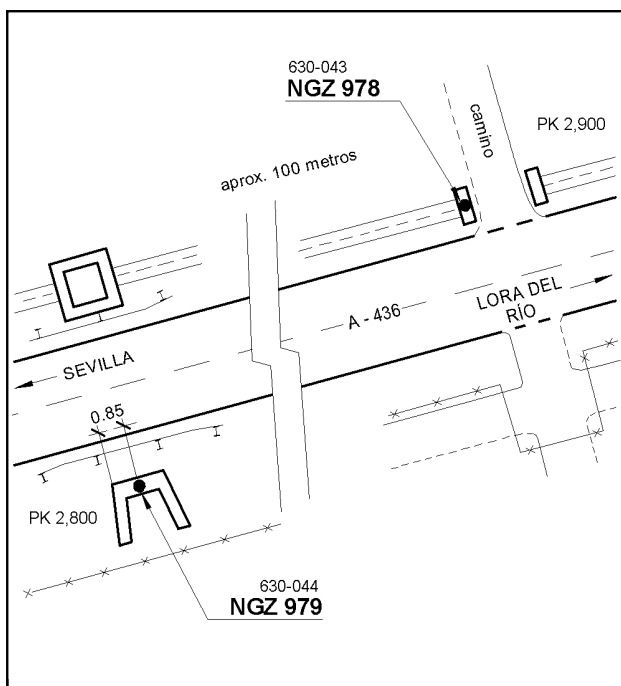 630-043
NGZ 978
camino
PK 2,900
aprox. 100 metros
LORA DEL
RÍO
A - 436
SEVILLA
0.85
PK 2,800
630-044
NGZ 979